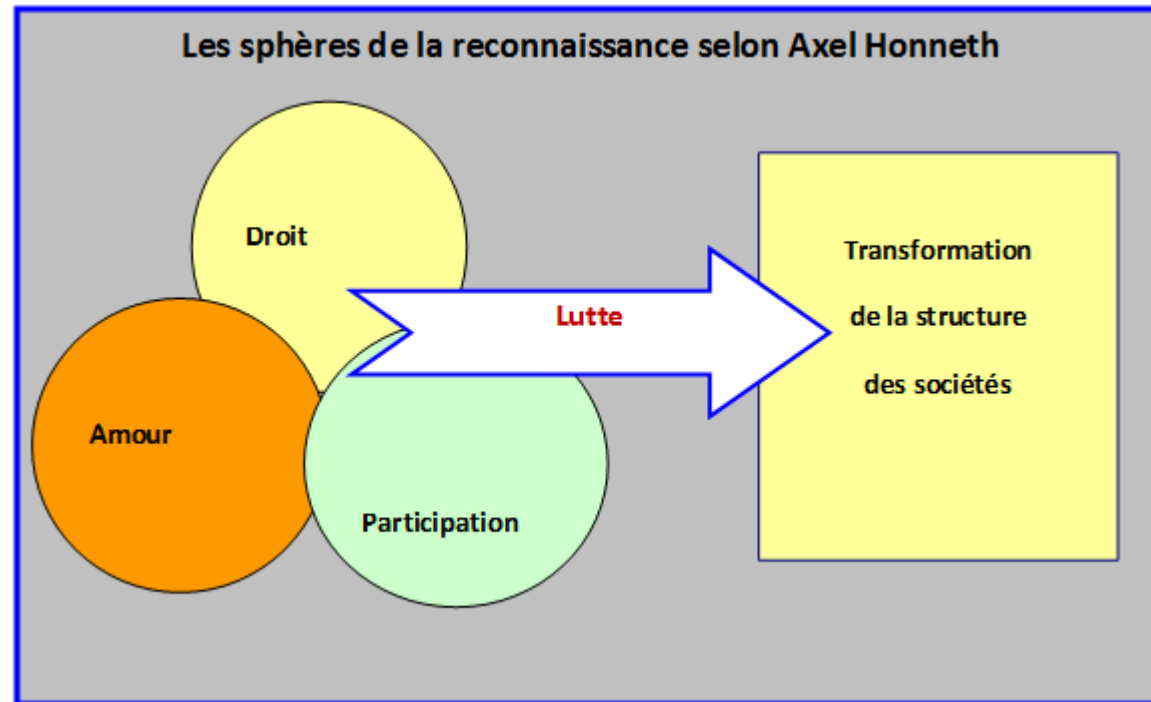 Les sphères de la reconnaissance selon Axel Honneth
Droit
Lutte
Amour
Participation
Transformation
de la structure
des sociétés